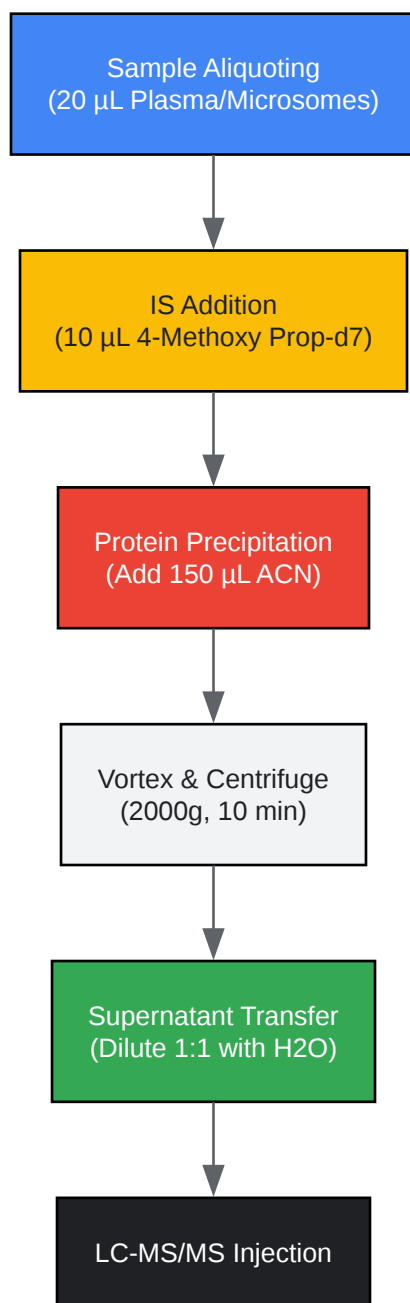 Sample Aliquoting
(20 µL Plasma/Microsomes)
IS Addition
(10 µL 4-Methoxy Prop-d7)
Protein Precipitation
(Add 150 µL ACN)
Vortex & Centrifuge
(2000g, 10 min)
Supernatant Transfer
(Dilute 1:1 with H2O)
LC-MS/MS Injection